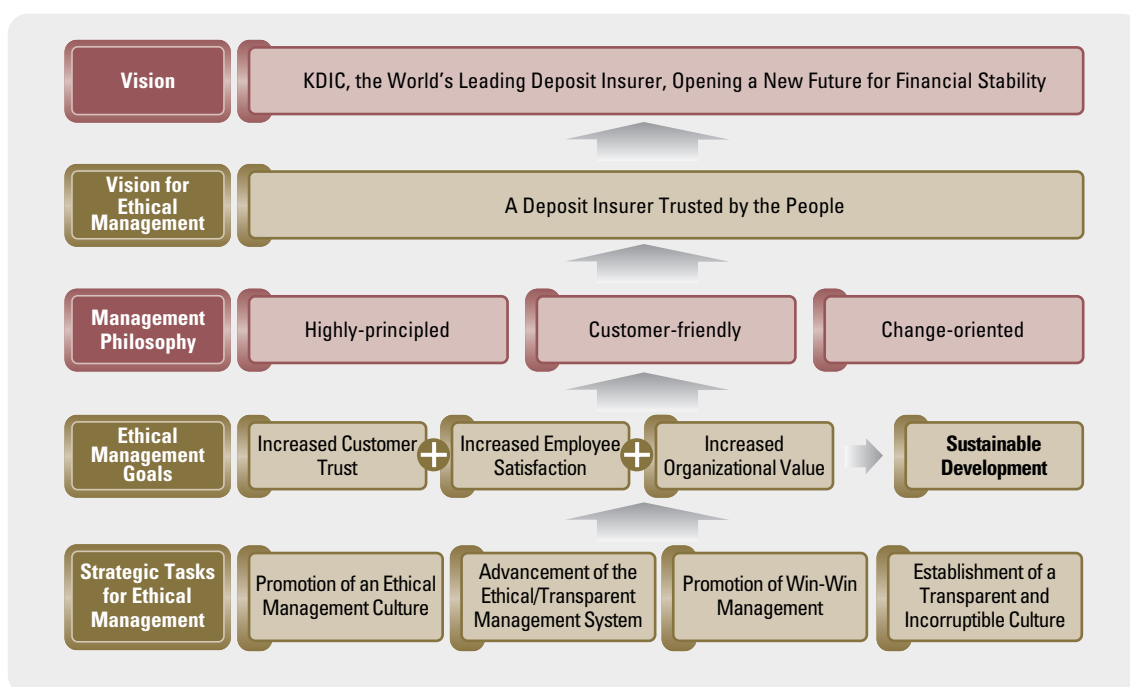 Vision
KDIC, the World's Leading Deposit Insurer, Opening a New Future for Financial Stability
Vision for
Ethical
Management
A Deposit Insurer Trusted by the People
Management
Philosophy
Highly-principled
Customer-friendly
Change-oriented
Ethical
Management
Goals
Increased Customer
Trust
+
Increased Employee
Satisfaction
+
Increased
Organizational Value
Sustainable
Development
Strategic Tasks
for Ethical
Management
Promotion of an Ethical
Management Culture
Advancement of the
Ethical/Transparent
Management System
Promotion of Win-Win
Management
Establishment of a
Transparent and
Incorruptible Culture